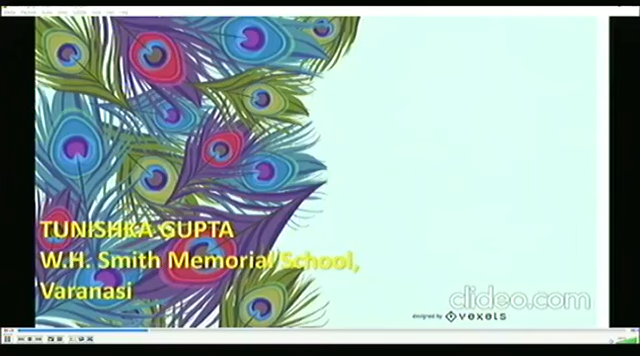 TUNISHKA GUPTA
W.H. Smith Memorial School,
Varanasi
clideo.com
designed by vexels